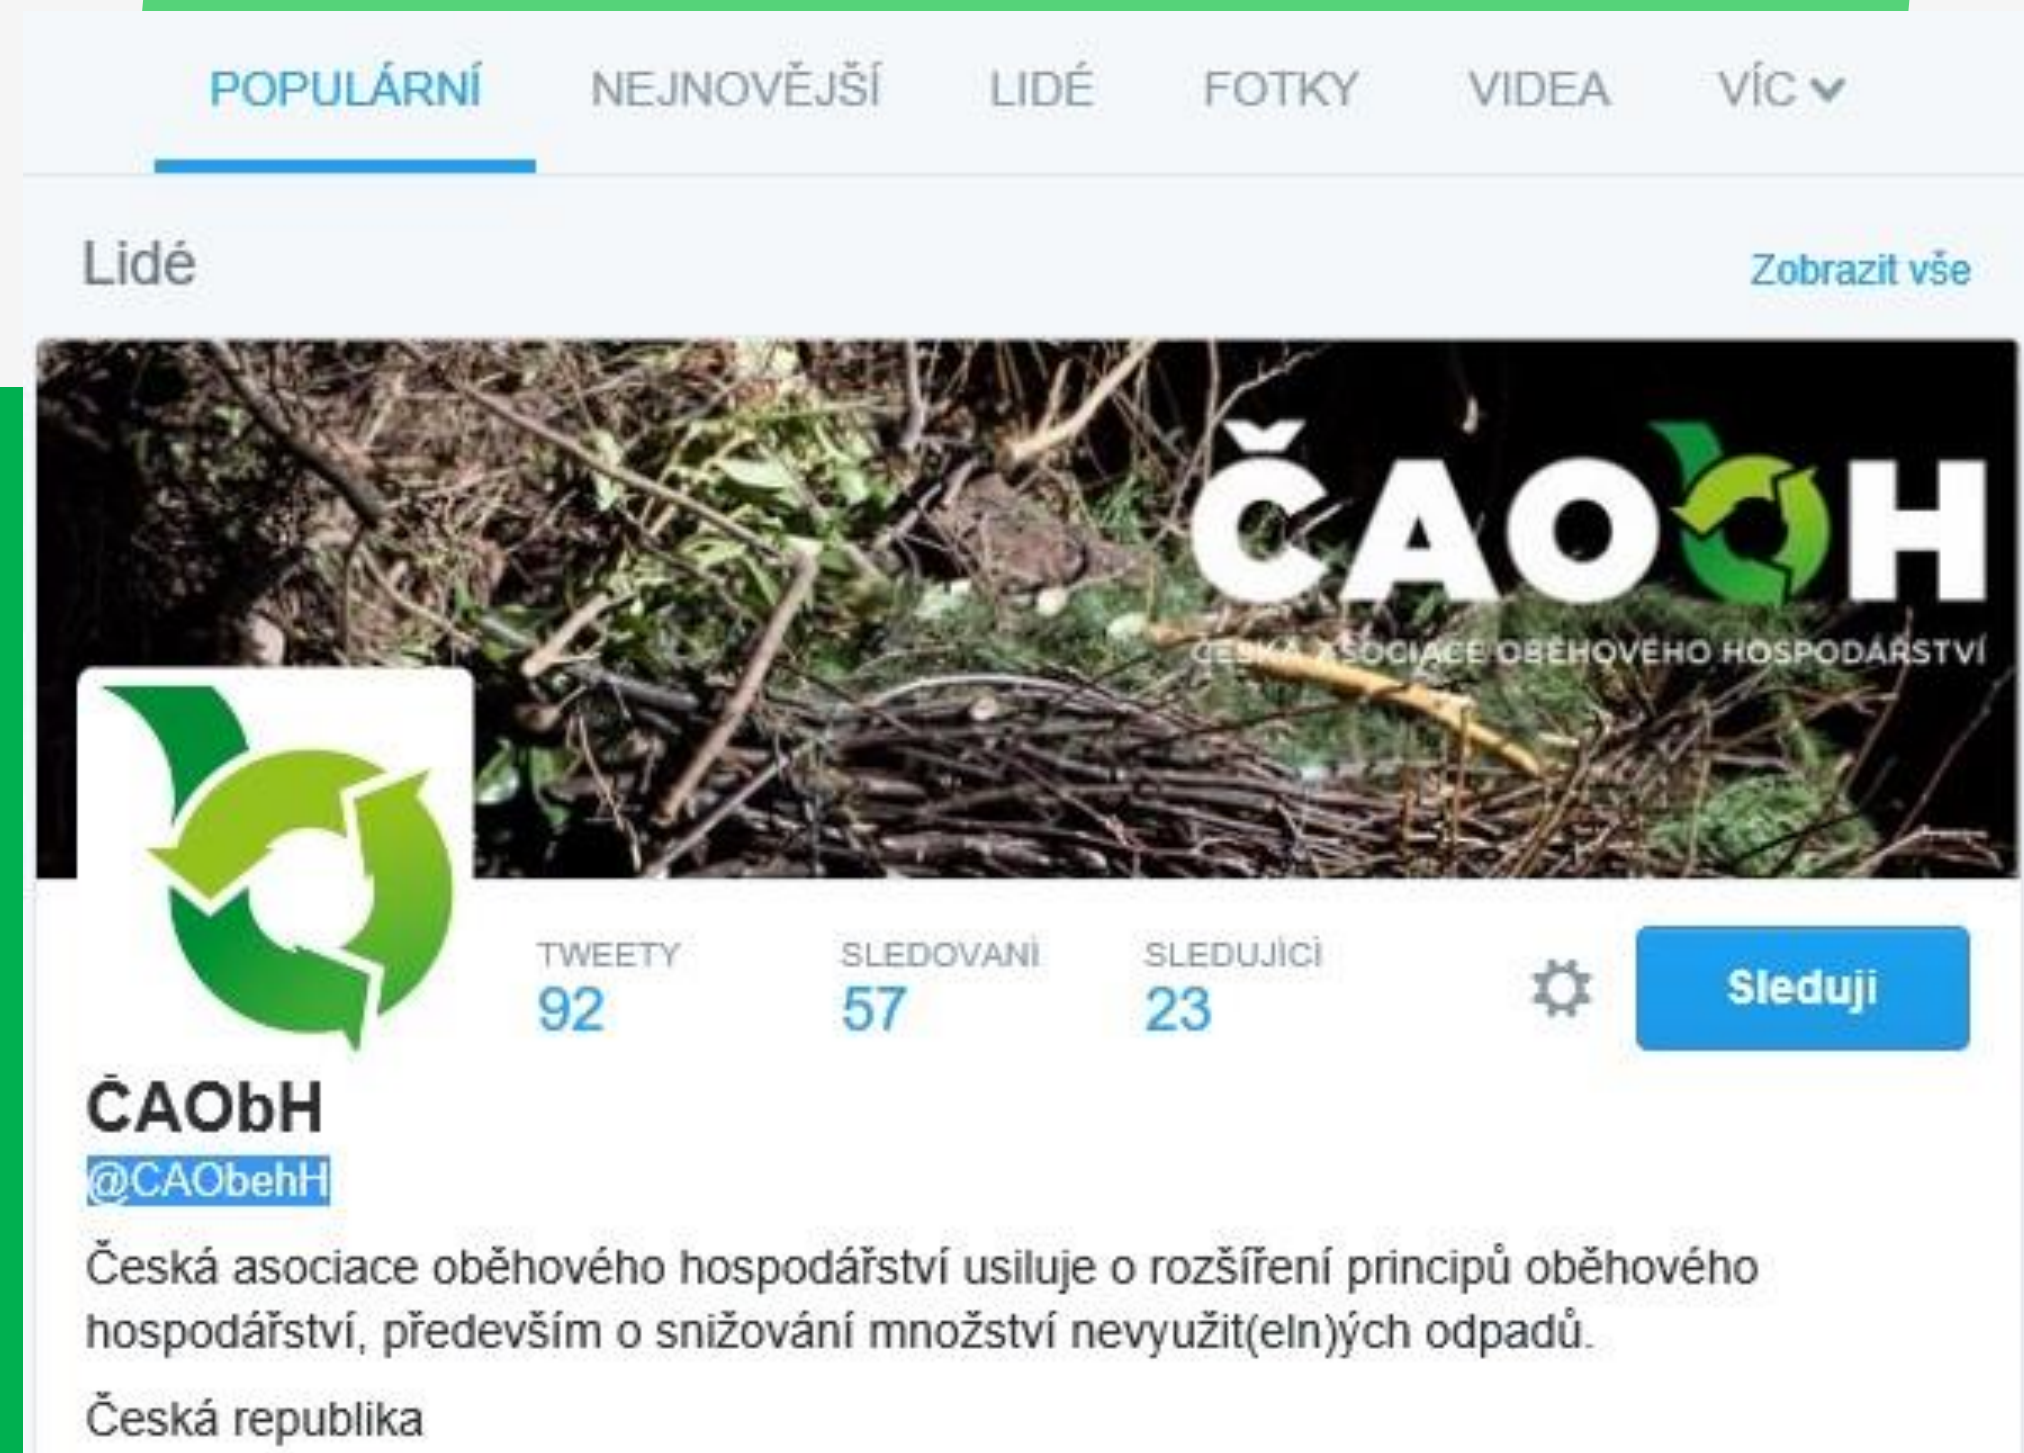 POPULÁRNÍ NEJNOVĚJŠÍ LIDÉ FOTKY VIDEA VÍC
Lidé Zobrazit vše
ČAObH
ČESKÁ ASOCIACE OBĚHOVÉHO HOSPODÁŘSTVÍ
TWEETY SLEDOVANÍ SLEDUJÍCÍ
92 57 23
Sleduji
ČAObH
@CAObehH
Česká asociace oběhového hospodářství usiluje o rozšíření principů oběhového
hospodářství, především o snižování množství nevyužit(eln)ých odpadů.
Česká republika